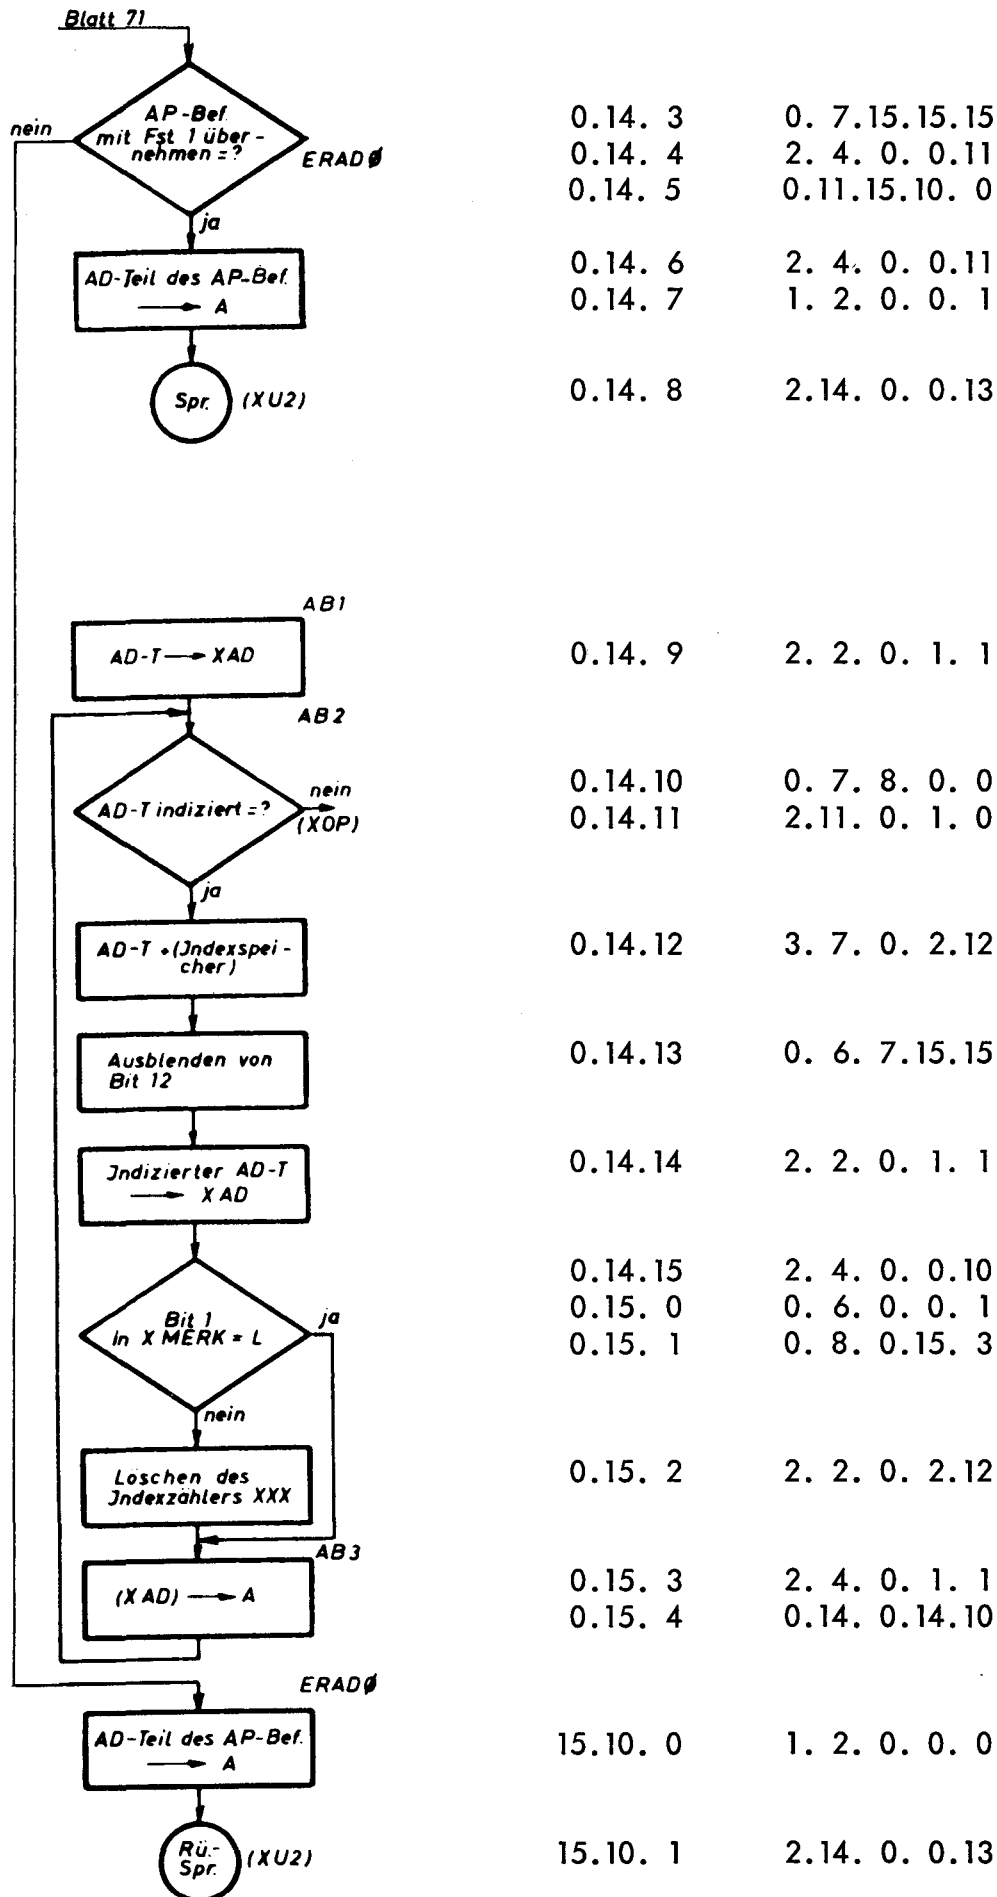 Blatt 71
AP-Bef.
mit Fst 1 über-
nehmen = ?
nein
ERADØ
ja
0.14. 3 0. 7.15.15.15
0.14. 4 2. 4. 0. 0.11
0.14. 5 0.11.15.10. 0
AD-Teil des AP-Bef.
→ A
0.14. 6 2. 4. 0. 0.11
0.14. 7 1. 2. 0. 0. 1
Spr. (XU2)
0.14. 8 2.14. 0. 0.13
AB1
AD-T → XAD
0.14. 9 2. 2. 0. 1. 1
AB2
AD-T indiziert = ?
nein
(XOP)
ja
0.14.10 0. 7. 8. 0. 0
0.14.11 2.11. 0. 1. 0
AD-T + (Jndexspei-
cher)
0.14.12 3. 7. 0. 2.12
Ausblenden von
Bit 12
0.14.13 0. 6. 7.15.15
Jndizierter AD-T
→ XAD
0.14.14 2. 2. 0. 1. 1
Bit 1
In X MERK = L
ja
nein
0.14.15 2. 4. 0. 0.10
0.15. 0 0. 6. 0. 0. 1
0.15. 1 0. 8. 0.15. 3
Löschen des
Jndexzählers XXX
0.15. 2 2. 2. 0. 2.12
AB3
(XAD) → A
0.15. 3 2. 4. 0. 1. 1
0.15. 4 0.14. 0.14.10
ERADØ
AD-Teil des AP-Bef.
→ A
15.10. 0 1. 2. 0. 0. 0
Rü.-
Spr. (XU2)
15.10. 1 2.14. 0. 0.13